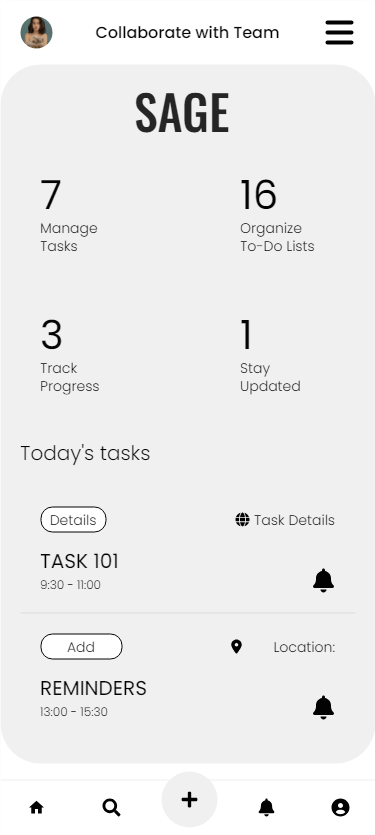 Collaborate with Team
SAGE
7
16
Manage
Tasks
Organize
To-Do Lists
3
1
Track
Progress
Stay
Updated
Today's tasks
Details
Task Details
TASK 101
9:30 - 11:00
Add
Location:
REMINDERS
13:00 - 15:30